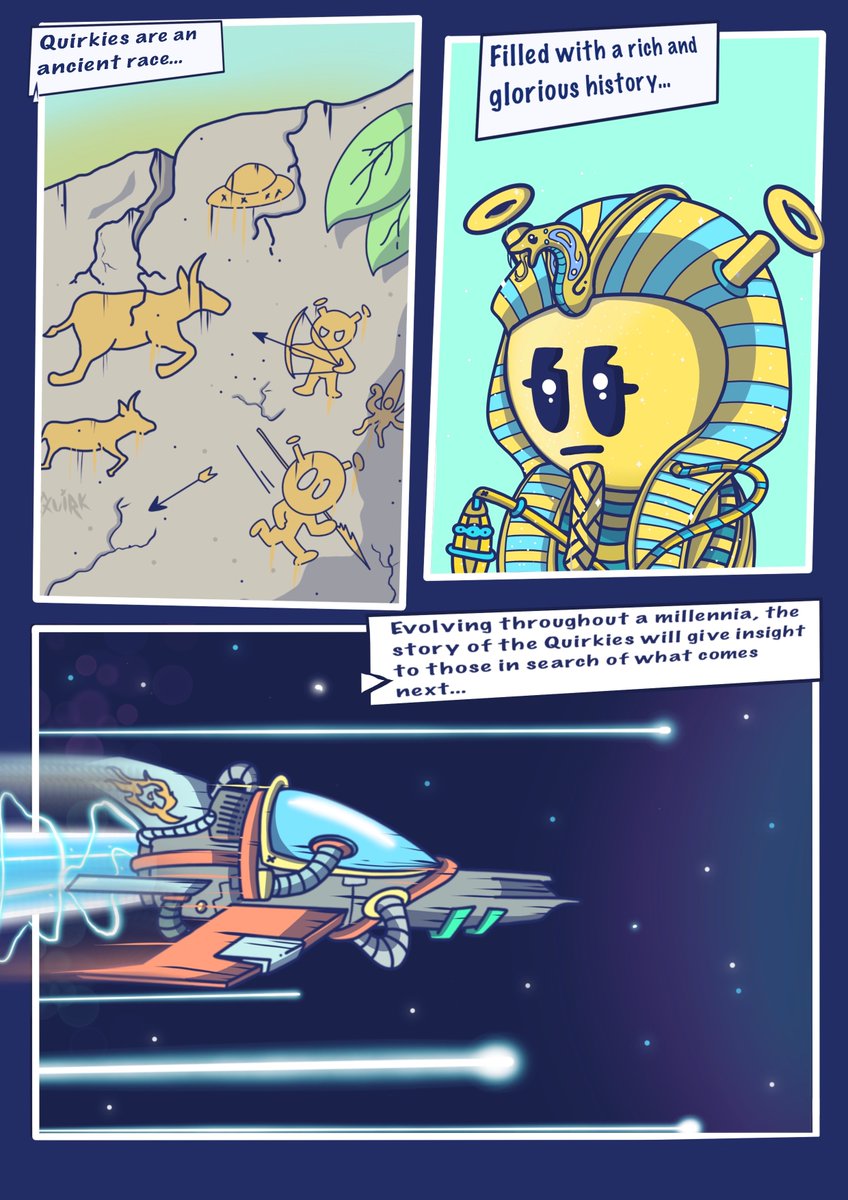 Quirkies are an
ancient race...
Filled with a rich and
glorious history...
QUIRK
Evolving throughout a millennia, the
story of the Quirkies will give insight
to those in search of what comes
next...